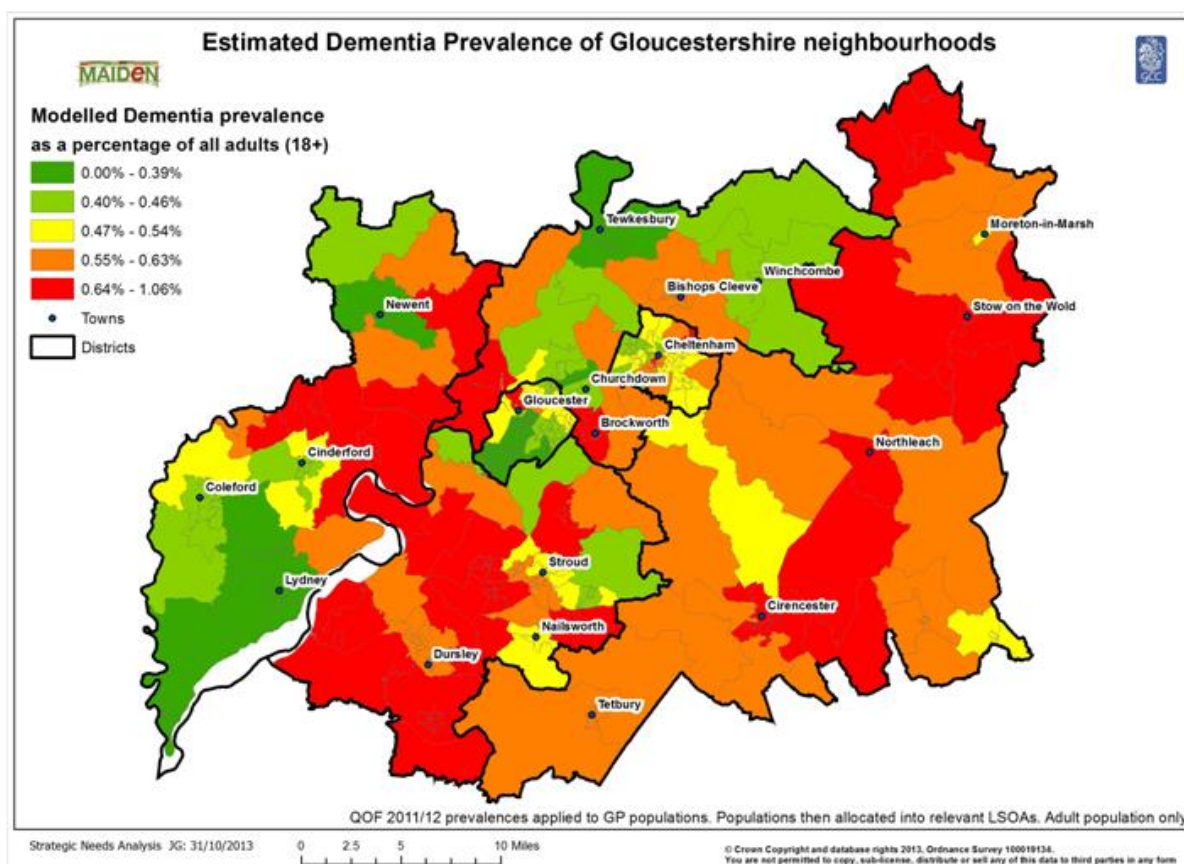 Estimated Dementia Prevalence of Gloucestershire neighbourhoods
MAIDeN
GCC
Modelled Dementia prevalence
as a percentage of all adults (18+)
0.00% - 0.39%
0.40% - 0.46%
0.47% - 0.54%
0.55% - 0.63%
0.64% - 1.06%
Towns
Districts
Tewkesbury
Moreton-in-Marsh
Winchcombe
Bishops Cleeve
Newent
Stow on the Wold
Cheltenham
Churchdown
Gloucester
Brockworth
Northleach
Cinderford
Coleford
Stroud
Lydney
Cirencester
Nailsworth
Dursley
Tetbury
QOF 2011/12 prevalences applied to GP populations. Populations then allocated into relevant LSOAs. Adult population only
Strategic Needs Analysis JG: 31/10/2013
0 2.5 5 10 Miles
© Crown Copyright and database rights 2013. Ordnance Survey 100019134.
You are not permitted to copy, sub-license, distribute or sell any of this data to third parties in any form